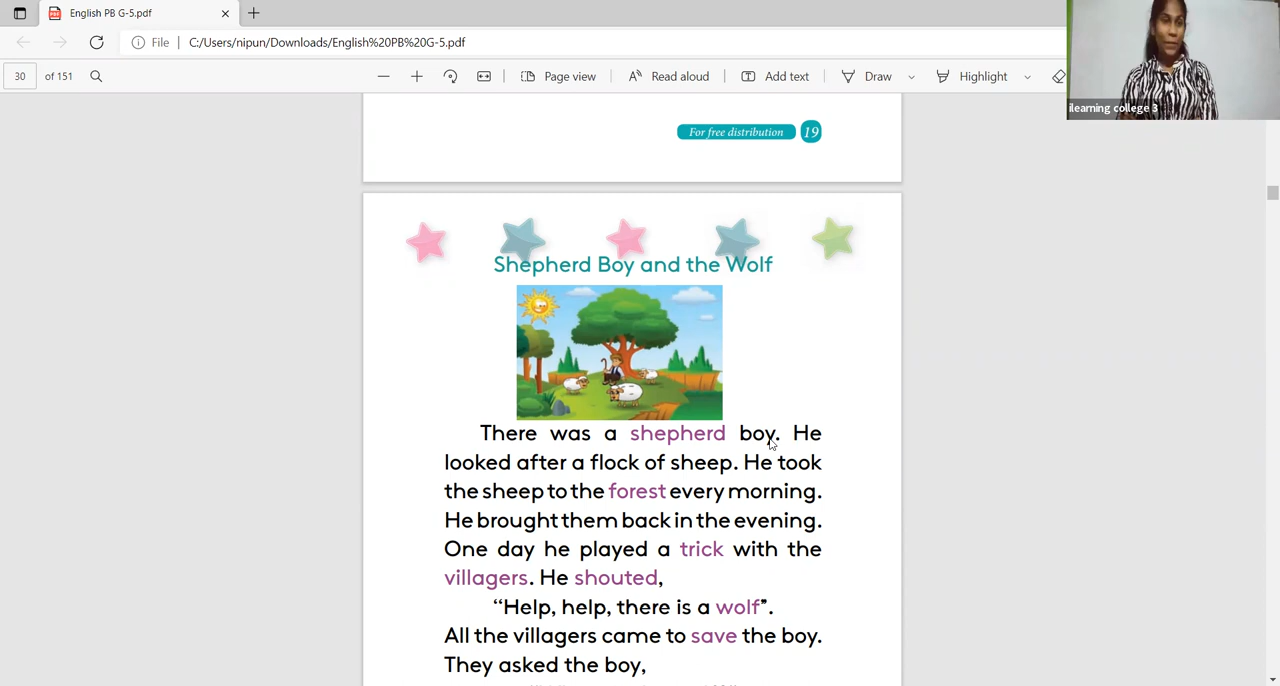 English PB G-5.pdf
File | C:/Users/nipun/Downloads/English%20PB%20G-5.pdf
30 of 151 Page view Read aloud Add text Draw Highlight
ilearning college 3
For free distribution 19
Shepherd Boy and the Wolf
There was a shepherd boy. He
looked after a flock of sheep. He took
the sheep to the forest every morning.
He brought them back in the evening.
One day he played a trick with the
villagers. He shouted,
“Help, help, there is a wolf”.
All the villagers came to save the boy.
They asked the boy,